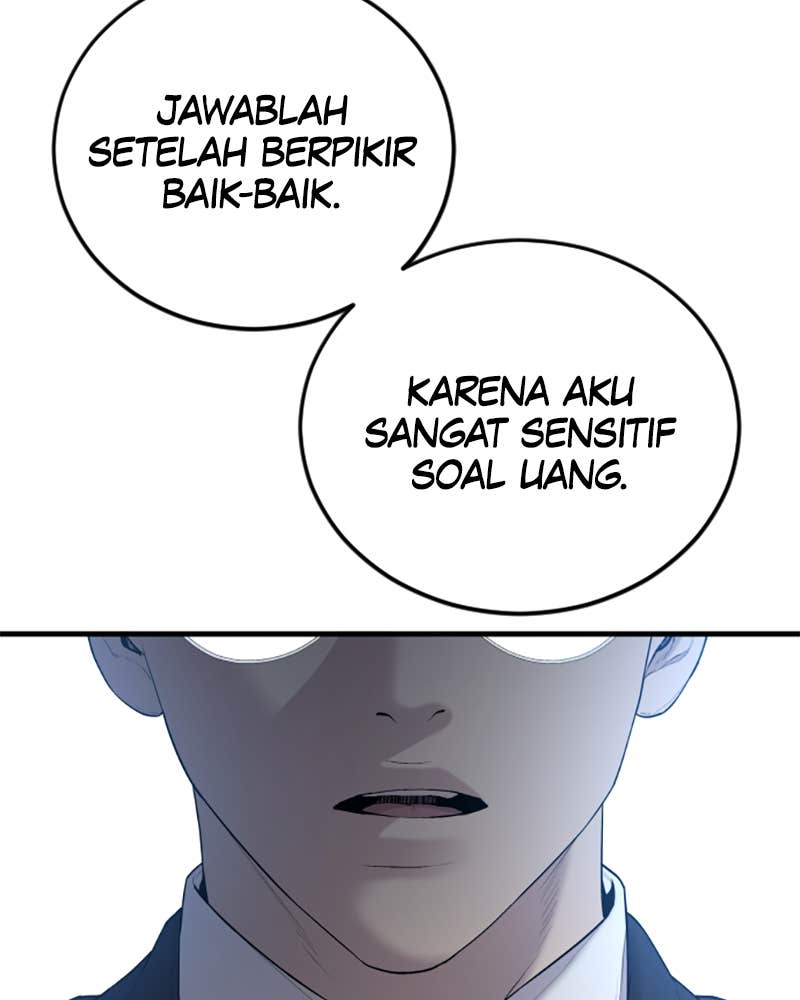 JAWABLAH
SETELAH BERPIKIR
BAIK-BAIK.
KARENA AKU
SANGAT SENSITIF
SOAL UANG.